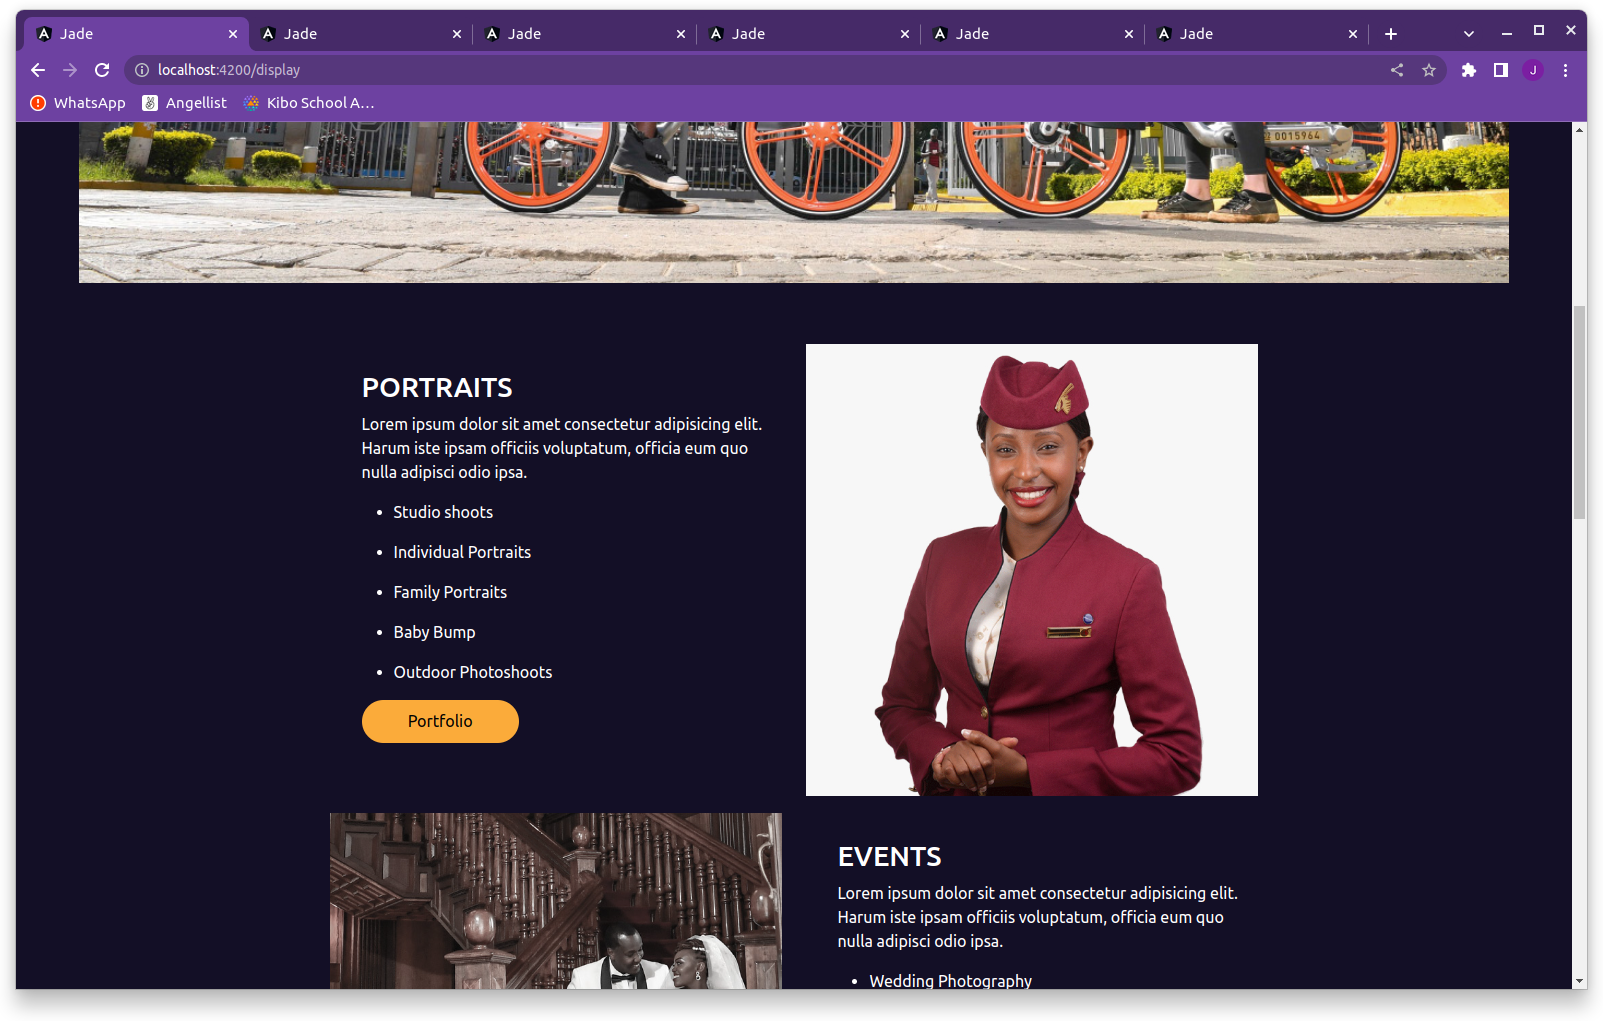 Jade
Jade
Jade
Jade
Jade
Jade
localhost:4200/display
J
WhatsApp
Angellist
Kibo School A...
0015964
PORTRAITS
Lorem ipsum dolor sit amet consectetur adipisicing elit.
Harum iste ipsam officiis voluptatum, officia eum quo
nulla adipisci odio ipsa.
• Studio shoots
• Individual Portraits
• Family Portraits
• Baby Bump
• Outdoor Photoshoots
Portfolio
EVENTS
Lorem ipsum dolor sit amet consectetur adipisicing elit.
Harum iste ipsam officiis voluptatum, officia eum quo
nulla adipisci odio ipsa.
• Wedding Photography